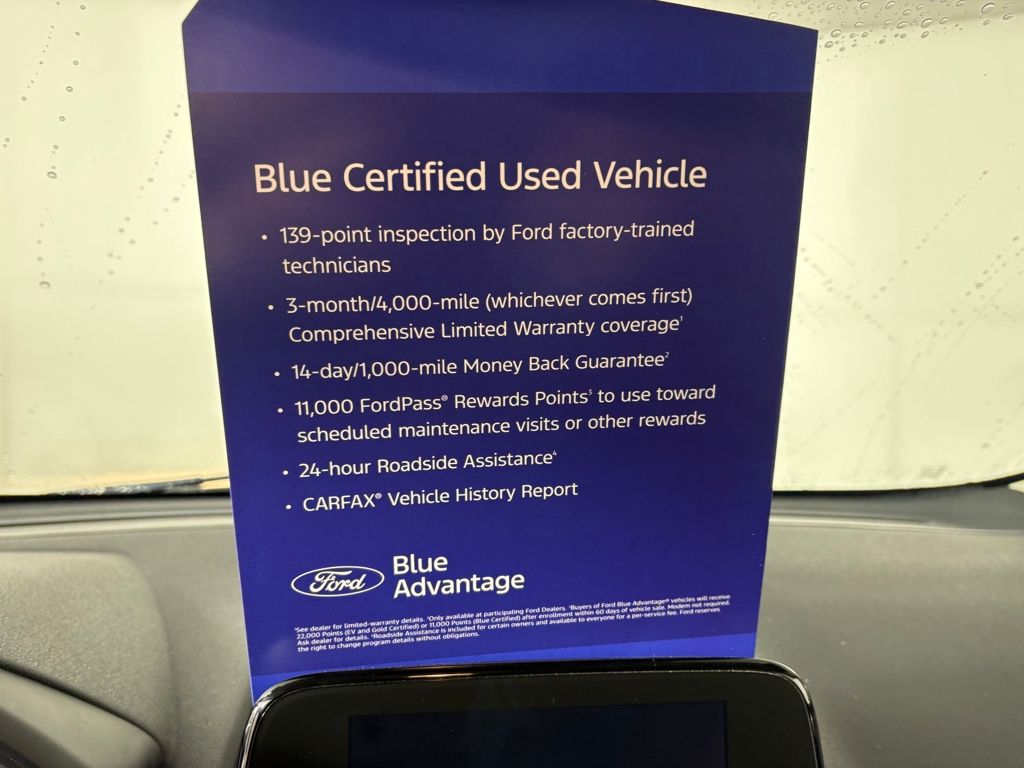 Blue Certified Used Vehicle
• 139-point inspection by Ford factory-trained
technicians
• 3-month/4,000-mile (whichever comes first)
Comprehensive Limited Warranty coverage¹
• 14-day/1,000-mile Money Back Guarantee²
• 11,000 FordPass® Rewards Points³ to use toward
scheduled maintenance visits or other rewards
• 24-hour Roadside Assistance⁴
• CARFAX® Vehicle History Report
Ford
Blue
Advantage
¹See dealer for limited-warranty details. ²Only available at participating Ford Dealers. ³Buyers of Ford Blue Advantage® vehicles will receive
22,000 Points (EV and Gold Certified) or 11,000 Points (Blue Certified) after enrollment within 60 days of vehicle sale. Modem not required.
Ask dealer for details. ⁴Roadside Assistance is included for certain owners and available to everyone for a per-service fee. Ford reserves
the right to change program details without obligations.